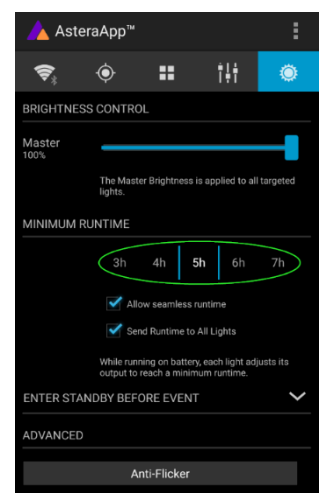 AsteraApp™
BRIGHTNESS CONTROL
Master
100%
The Master Brightness is applied to all targeted
lights.
MINIMUM RUNTIME
3h 4h 5h 6h 7h
Allow seamless runtime
Send Runtime to All Lights
While running on battery, each light adjusts its
output to reach a minimum runtime.
ENTER STANDBY BEFORE EVENT
ADVANCED
Anti-Flicker